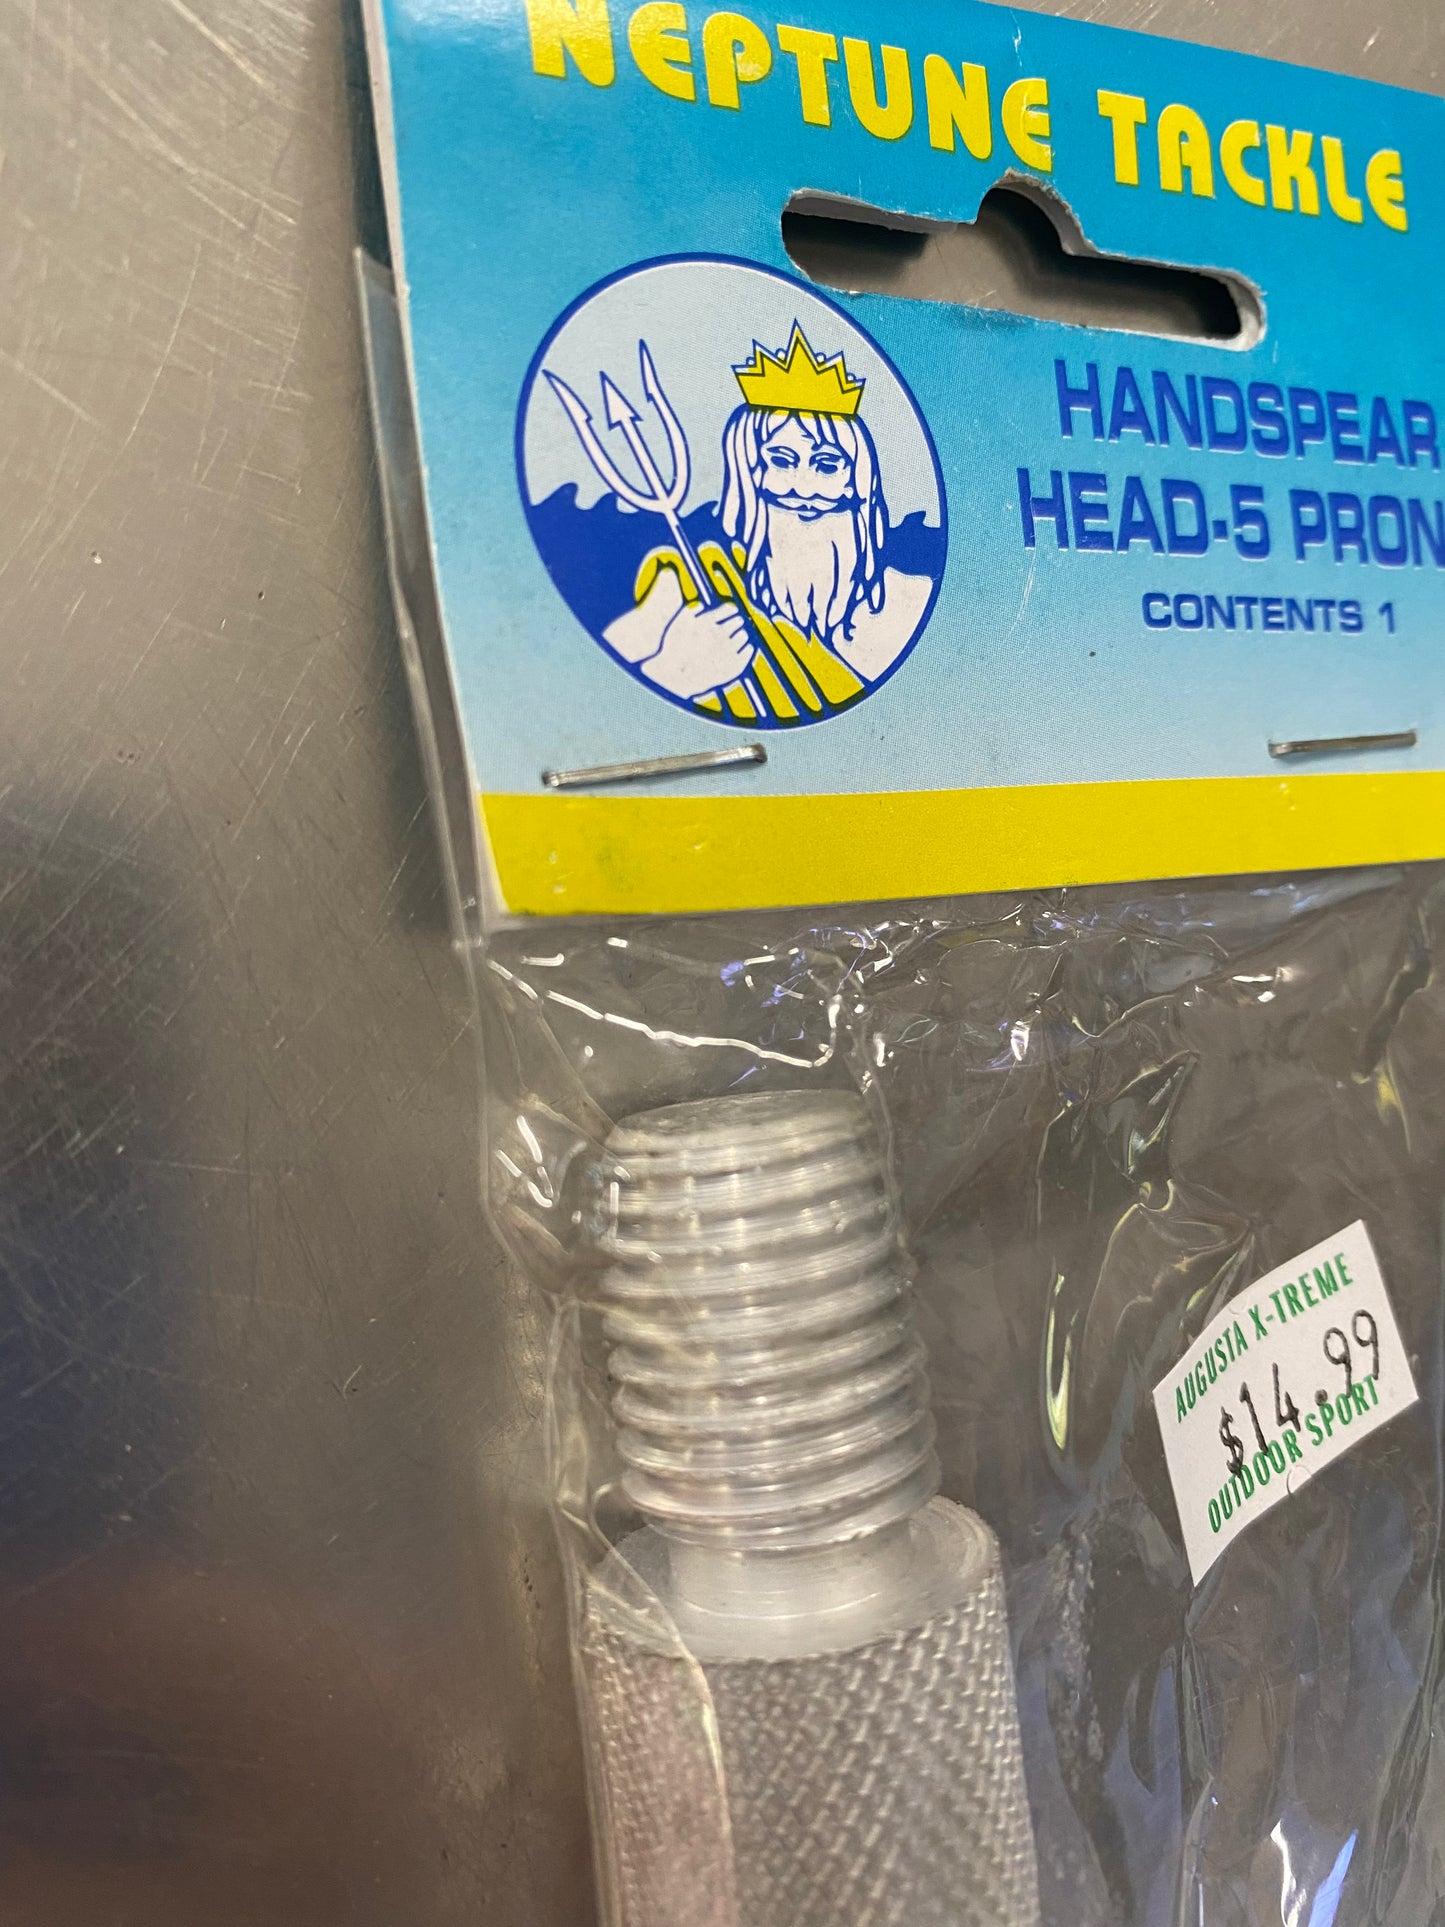 NEPTUNE TACKLE
HANDSPEAR
HEAD-5 PRON
CONTENTS 1
AUGUSTA X-TREME
$14.99
OUTDOOR SPORT